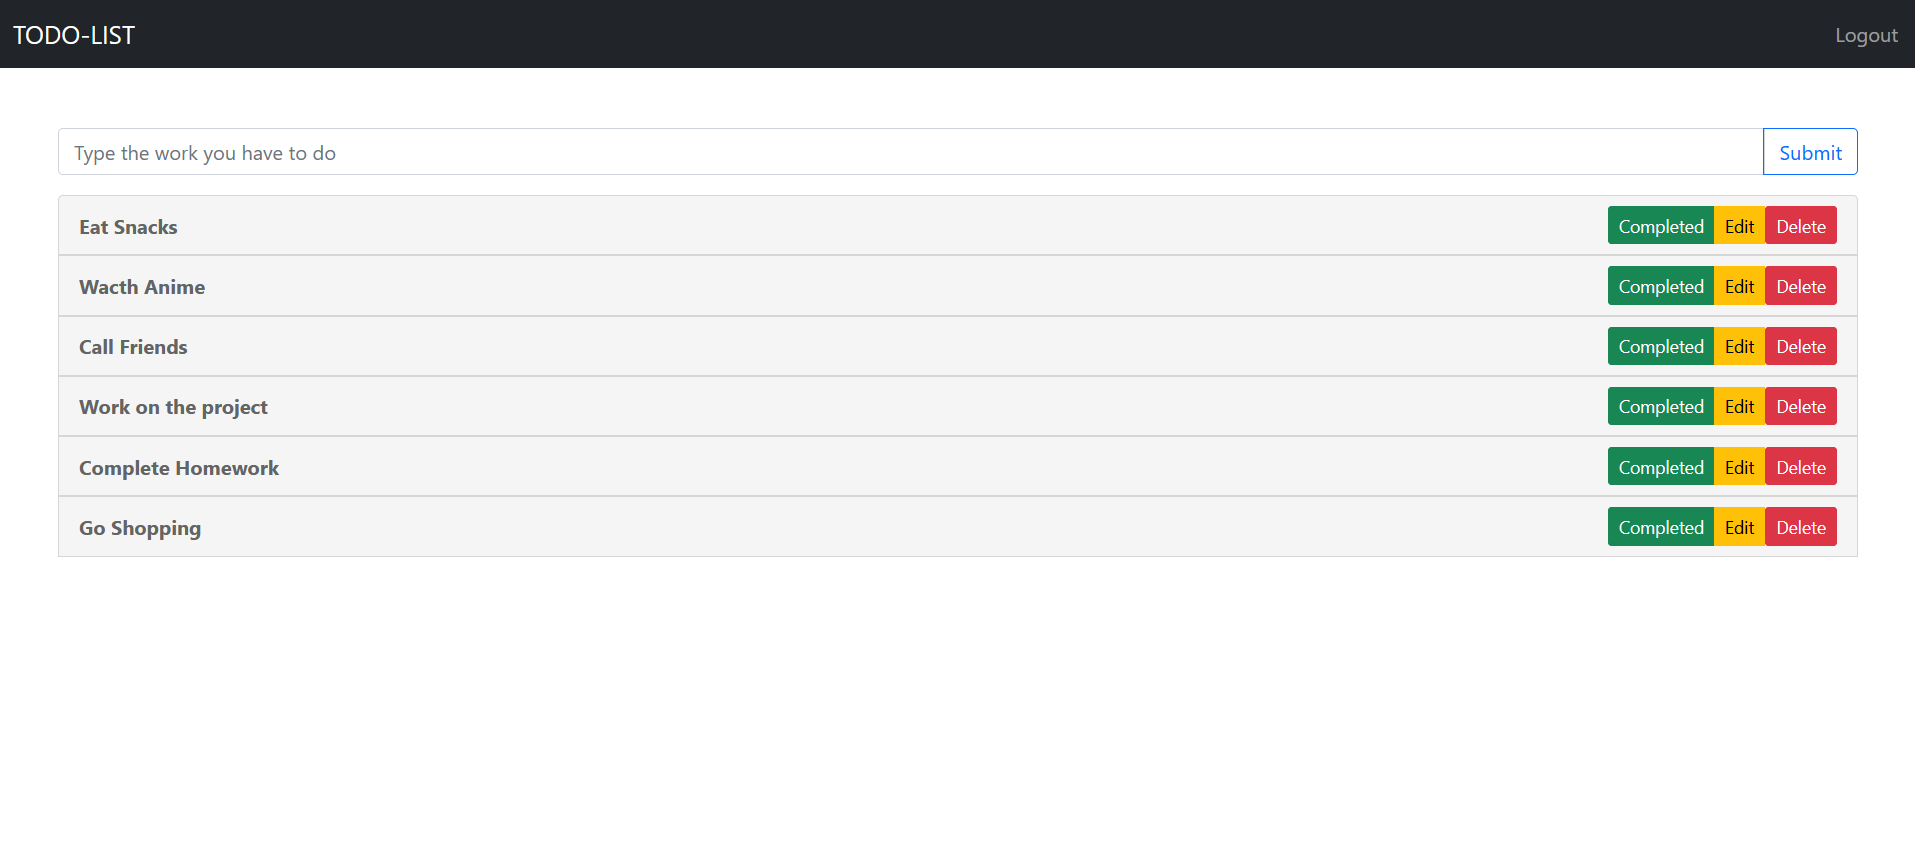 TODO-LIST Logout
Type the work you have to do Submit
Eat Snacks Completed Edit Delete
Wacth Anime Completed Edit Delete
Call Friends Completed Edit Delete
Work on the project Completed Edit Delete
Complete Homework Completed Edit Delete
Go Shopping Completed Edit Delete